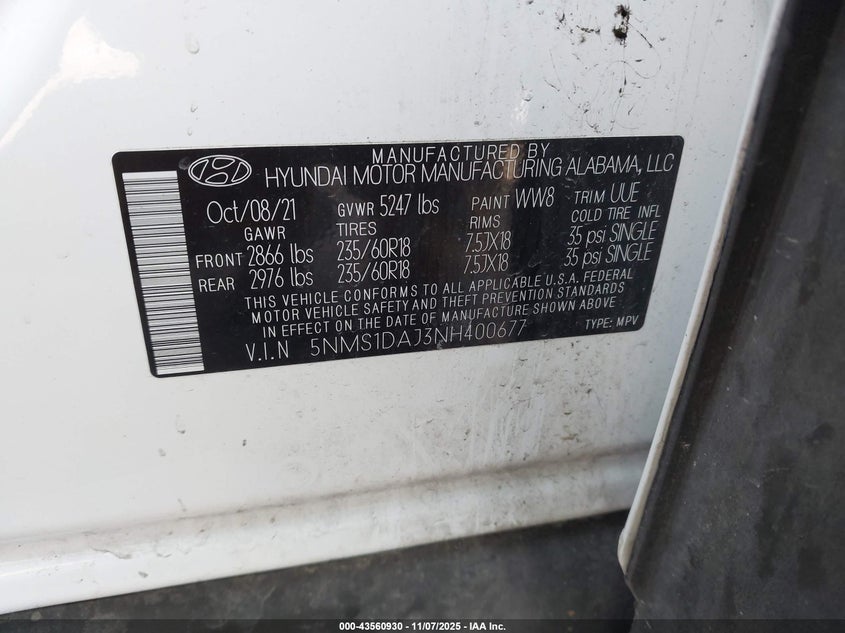 MANUFACTURED BY
HYUNDAI MOTOR MANUFACTURING ALABAMA, LLC
Oct/08/21 GVWR 5247 lbs PAINT WW8 TRIM UUE
GAWR TIRES RIMS COLD TIRE INFL
FRONT 2866 lbs 235/60R18 7.5JX18 35 psi SINGLE
REAR 2976 lbs 235/60R18 7.5JX18 35 psi SINGLE
THIS VEHICLE CONFORMS TO ALL APPLICABLE U.S.A. FEDERAL
MOTOR VEHICLE SAFETY AND THEFT PREVENTION STANDARDS
IN EFFECT ON THE DATE OF MANUFACTURE SHOWN ABOVE
V.I.N 5NMS1DAJ3NH400677 TYPE: MPV
000-43560930 - 11/07/2025 - IAA Inc.